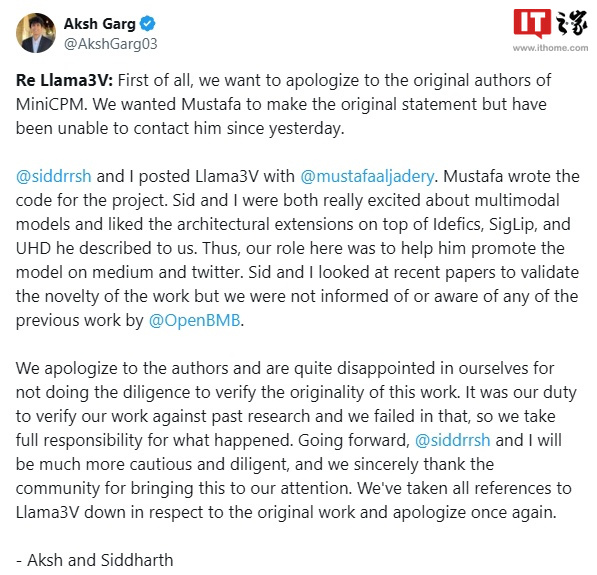 Aksh Garg
@AkshGarg03
IT之家
www.ithome.com
Re Llama3V: First of all, we want to apologize to the original authors of
MiniCPM. We wanted Mustafa to make the original statement but have
been unable to contact him since yesterday.
@siddrrsh and I posted Llama3V with @mustafaaljadery. Mustafa wrote the
code for the project. Sid and I were both really excited about multimodal
models and liked the architectural extensions on top of Idefics, SigLip, and
UHD he described to us. Thus, our role here was to help him promote the
model on medium and twitter. Sid and I looked at recent papers to validate
the novelty of the work but we were not informed of or aware of any of the
previous work by @OpenBMB.
We apologize to the authors and are quite disappointed in ourselves for
not doing the diligence to verify the originality of this work. It was our duty
to verify our work against past research and we failed in that, so we take
full responsibility for what happened. Going forward, @siddrrsh and I will
be much more cautious and diligent, and we sincerely thank the
community for bringing this to our attention. We've taken all references to
Llama3V down in respect to the original work and apologize once again.
- Aksh and Siddharth